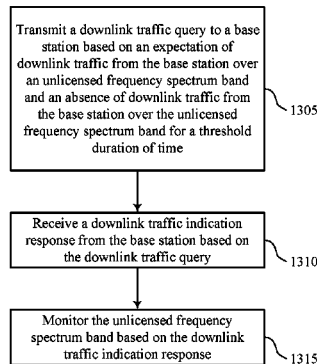 Transmit a downlink traffic query to a base
station based on an expectation of
downlink traffic from the base station over
an unlicensed frequency spectrum band
and an absence of downlink traffic from
the base station over the unlicensed
frequency spectrum band for a threshold
duration of time
1305
Receive a downlink traffic indication
response from the base station based on
the downlink traffic query
1310
Monitor the unlicensed frequency
spectrum band based on the downlink
traffic indication response
1315